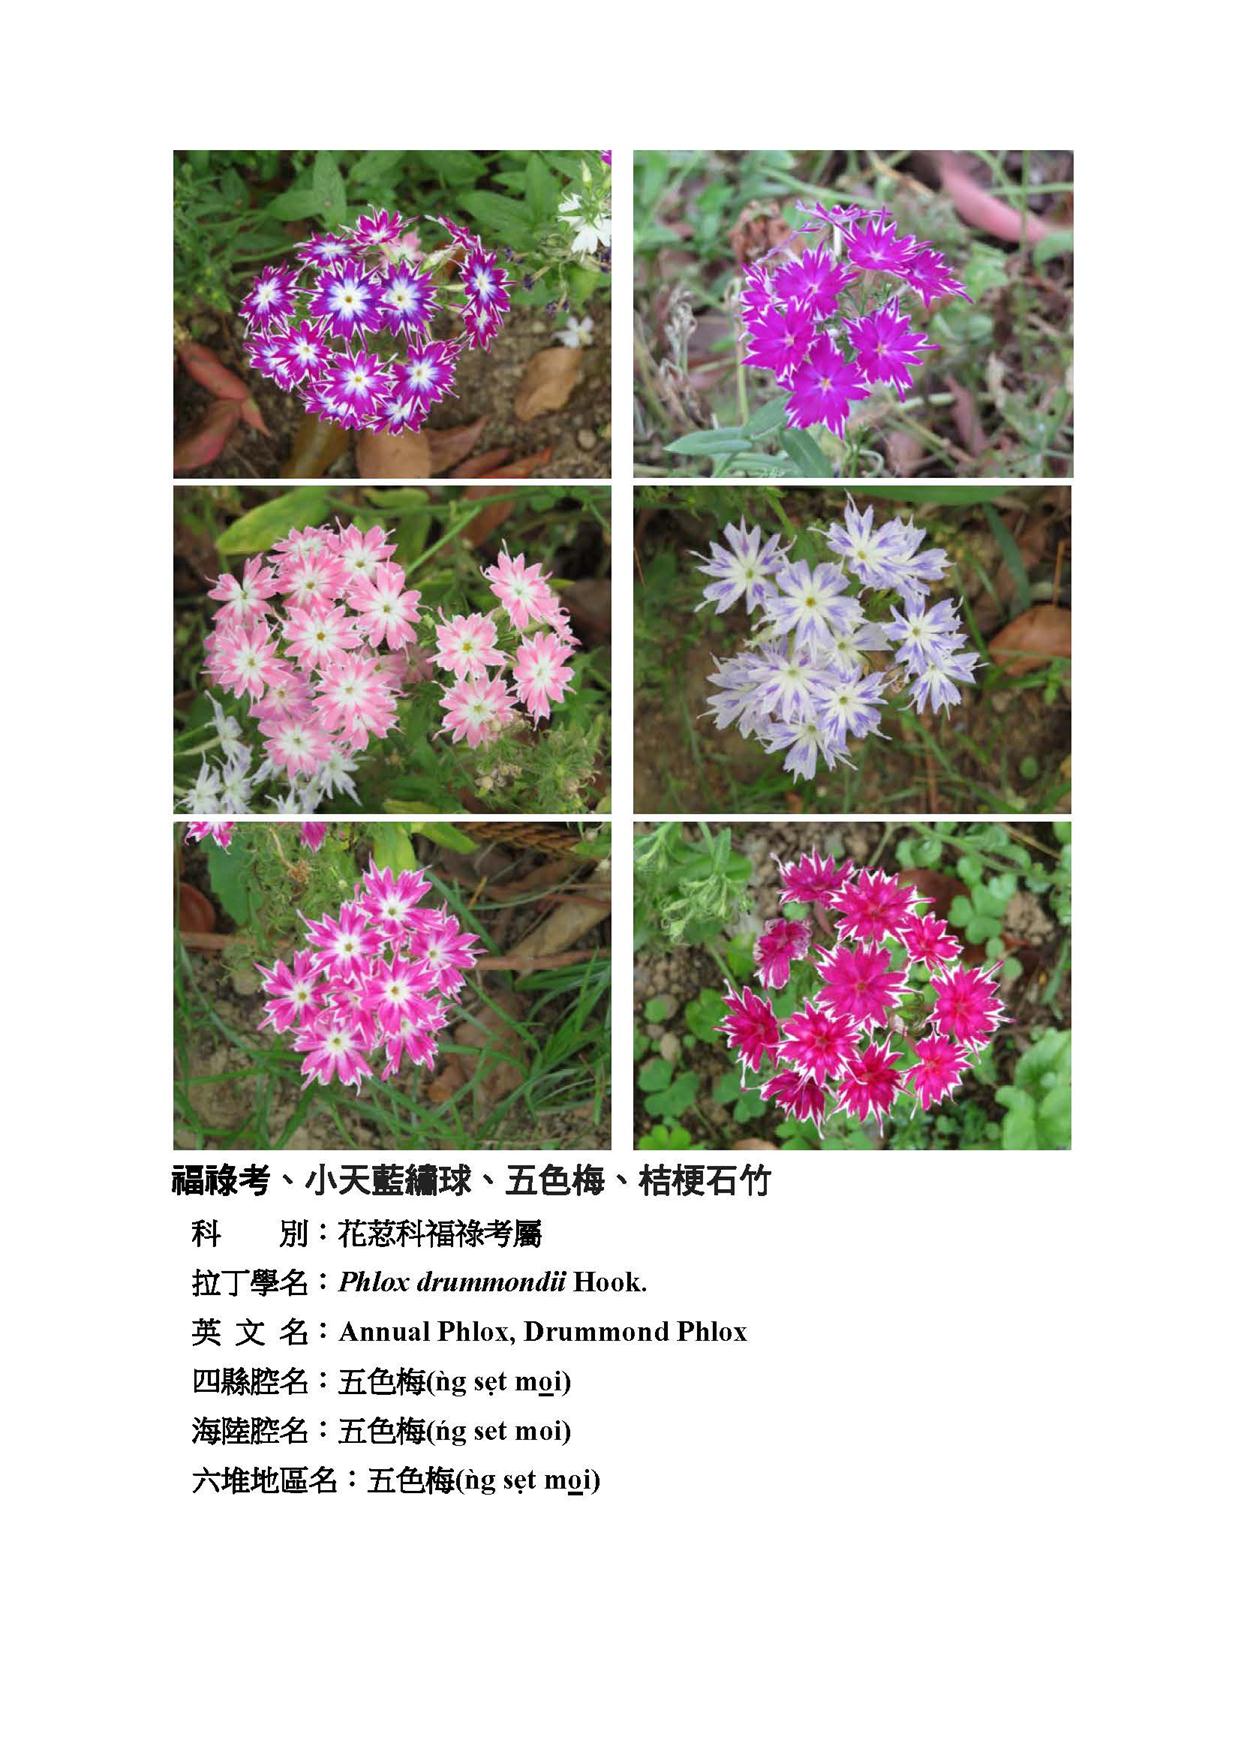 福祿考、小天藍繡球、五色梅、桔梗石竹
科　　別：花荵科福祿考屬
拉丁學名：Phlox drummondii Hook.
英 文 名：Annual Phlox, Drummond Phlox
四縣腔名：五色梅(ǹg sẹt mo̲i)
海陸腔名：五色梅(ńg set moi)
六堆地區名：五色梅(ǹg sẹt mo̲i)